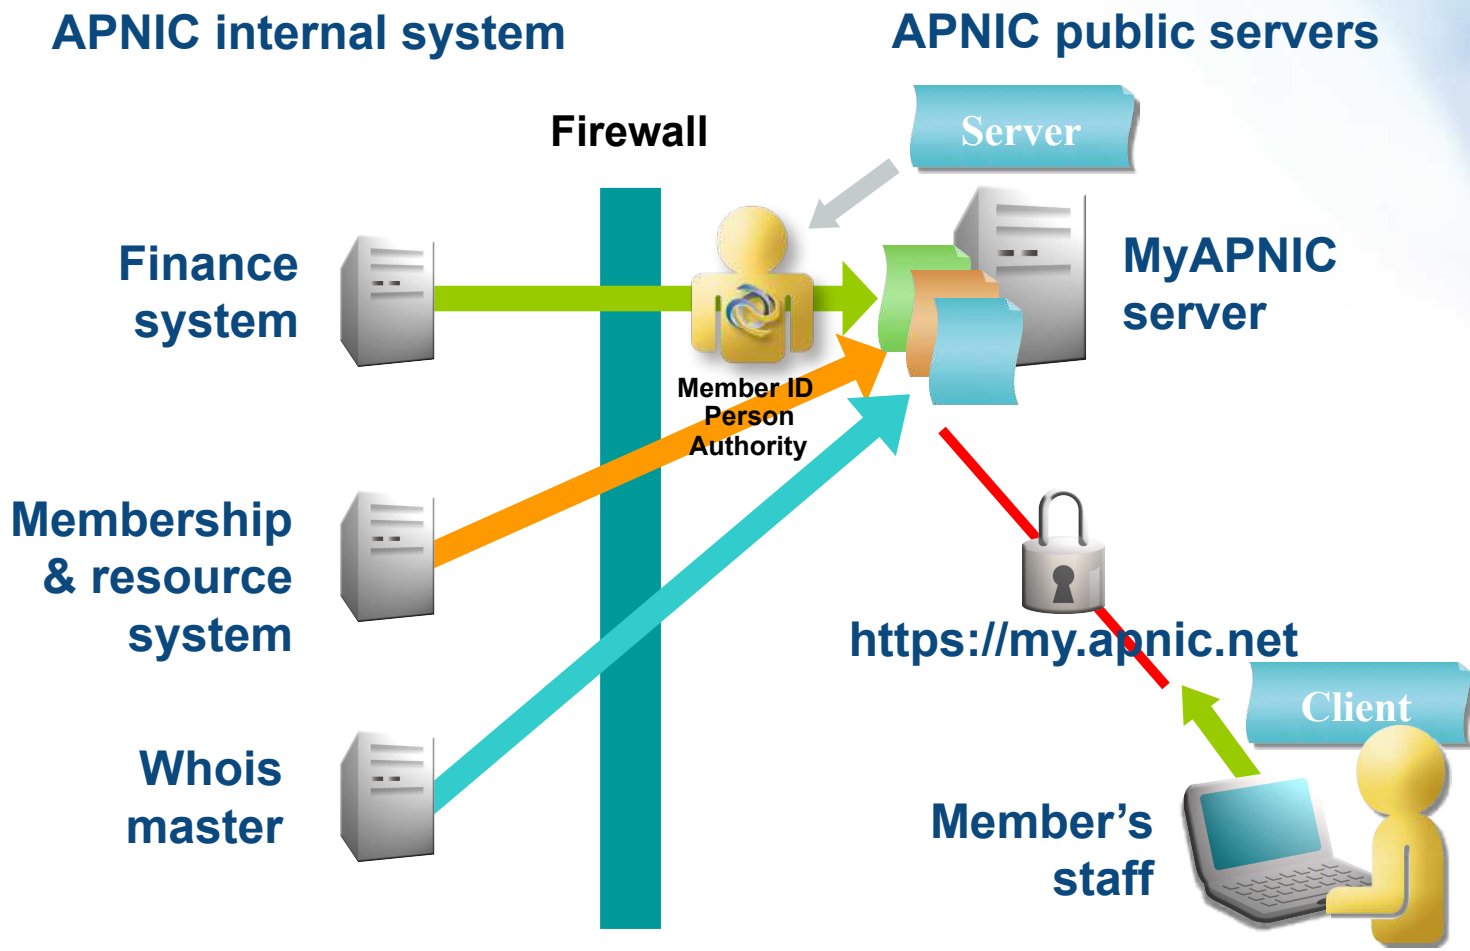 APNIC internal system
APNIC public servers
Firewall
Server
Finance
system
MyAPNIC
server
Member ID
Person
Authority
Membership
& resource
system
https://my.apnic.net
Client
Whois
master
Member’s
staff